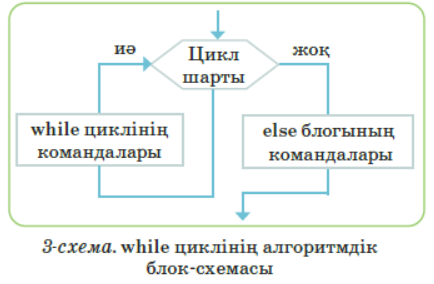 иә
Цикл
шарты
жоқ
while циклінің
командалары
else блогының
командалары
3-схема. while циклінің алгоритмдік
блок-схемасы